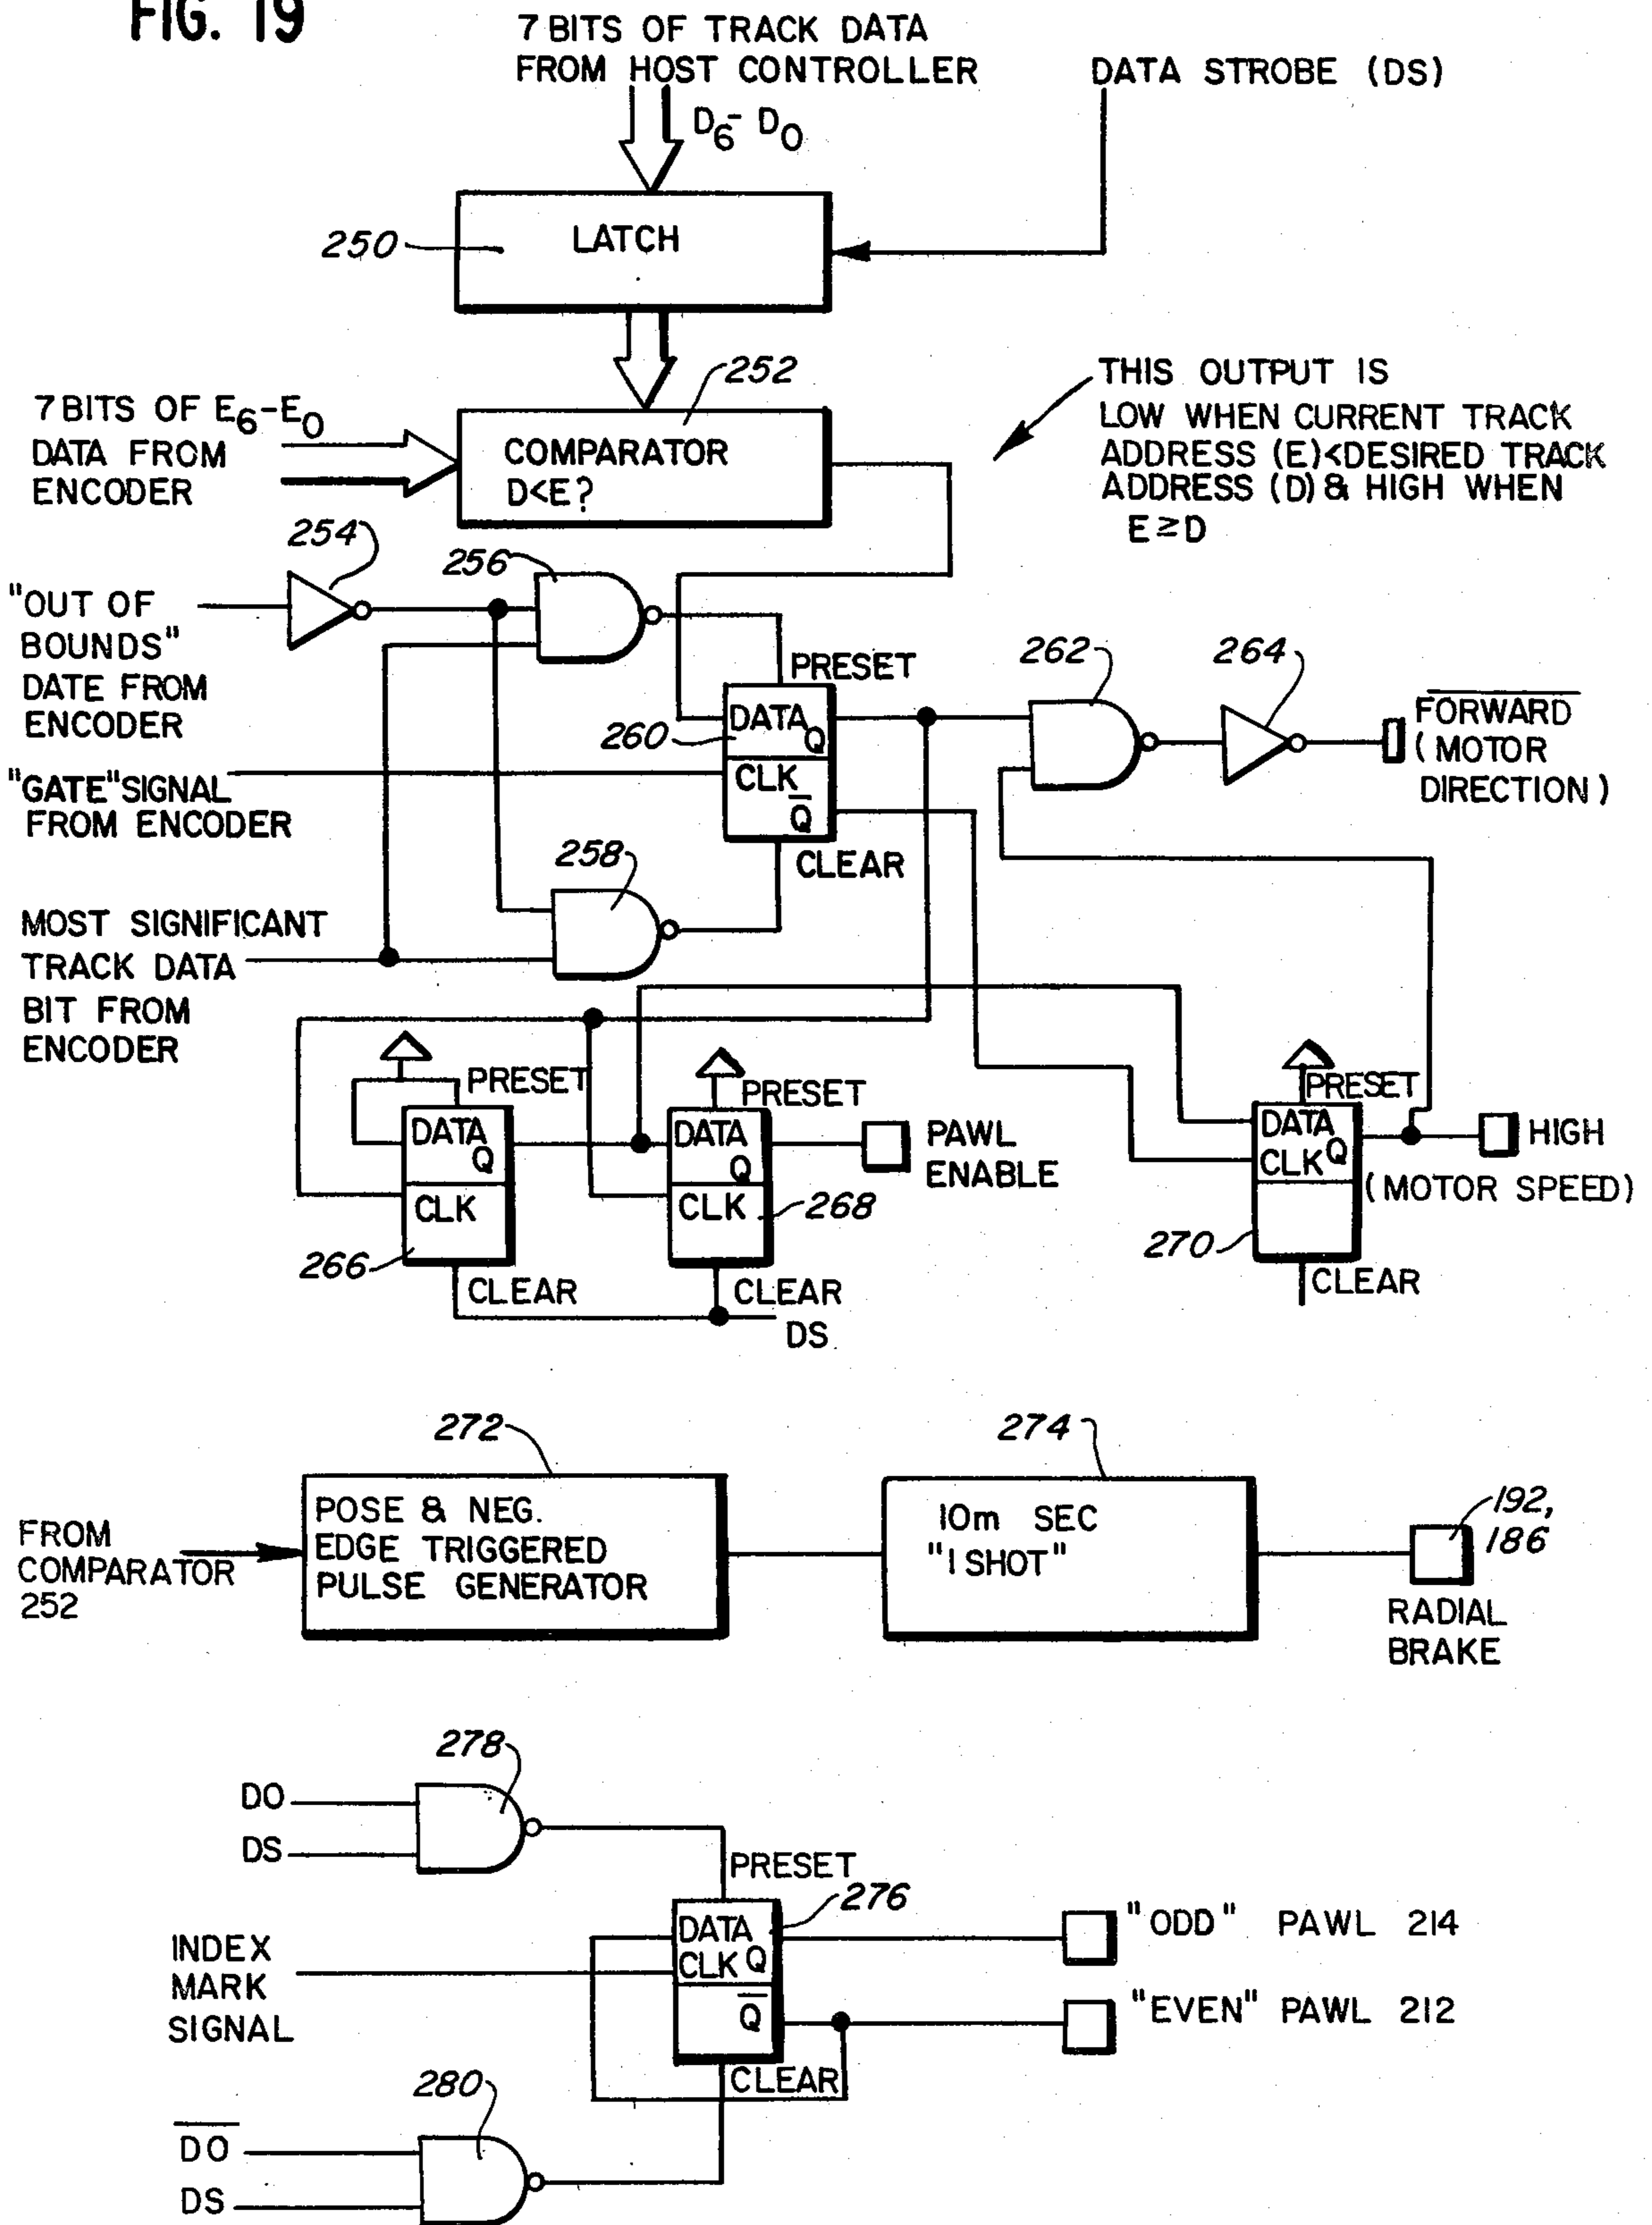 FIG. 19
7 BITS OF TRACK DATA
FROM HOST CONTROLLER
DATA STROBE (DS)
D6- D0
250
LATCH
252
7 BITS OF E6-E0
DATA FROM
ENCODER
COMPARATOR
D<E?
THIS OUTPUT IS
LOW WHEN CURRENT TRACK
ADDRESS (E)<DESIRED TRACK
ADDRESS (D) & HIGH WHEN
E≥D
254
256
"OUT OF
BOUNDS"
DATE FROM
ENCODER
PRESET
262
264
DATA
Q
260
CLK
Q̅
CLEAR
F̅O̅R̅W̅A̅R̅D̅
(MOTOR
DIRECTION)
"GATE" SIGNAL
FROM ENCODER
258
MOST SIGNIFICANT
TRACK DATA
BIT FROM
ENCODER
PRESET
DATA
Q
CLK
266
CLEAR
PRESET
DATA
Q
CLK
268
CLEAR
DS
PAWL
ENABLE
PRESET
DATA
CLK Q
270
CLEAR
HIGH
(MOTOR SPEED)
272
274
FROM
COMPARATOR
252
POSE & NEG.
EDGE TRIGGERED
PULSE GENERATOR
10m SEC
"1 SHOT"
192,
186
RADIAL
BRAKE
278
DO
DS
PRESET
276
INDEX
MARK
SIGNAL
DATA
CLK Q
Q̅
CLEAR
"ODD" PAWL 214
"EVEN" PAWL 212
280
D̅O̅
DS